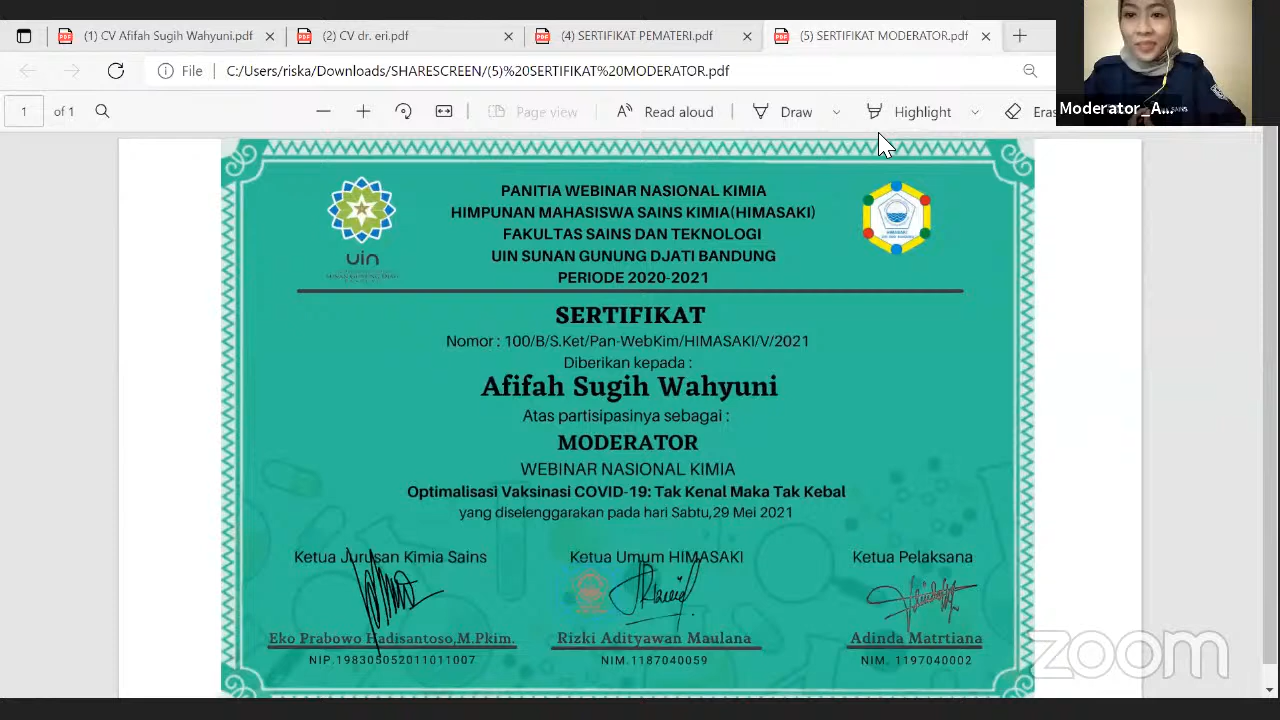 (1) CV Afifah Sugih Wahyuni.pdf
(2) CV dr. eri.pdf
(4) SERTIFIKAT PEMATERI.pdf
(5) SERTIFIKAT MODERATOR.pdf
File
C:/Users/riska/Downloads/SHARESCREEN/(5)%20SERTIFIKAT%20MODERATOR.pdf
1 of 1
Page view
Read aloud
Draw
Highlight
Eras
Moderator_A...
PANITIA WEBINAR NASIONAL KIMIA
HIMPUNAN MAHASISWA SAINS KIMIA(HIMASAKI)
FAKULTAS SAINS DAN TEKNOLOGI
UIN SUNAN GUNUNG DJATI BANDUNG
PERIODE 2020-2021
uin
SERTIFIKAT
Nomor : 100/B/S.Ket/Pan-WebKim/HIMASAKI/V/2021
Diberikan kepada :
Afifah Sugih Wahyuni
Atas partisipasinya sebagai :
MODERATOR
WEBINAR NASIONAL KIMIA
Optimalisasi Vaksinasi COVID-19: Tak Kenal Maka Tak Kebal
yang diselenggarakan pada hari Sabtu,29 Mei 2021
Ketua Jurusan Kimia Sains
Ketua Umum HIMASAKI
Ketua Pelaksana
Eko Prabowo Hadisantoso,M.Pkim.
Rizki Adityawan Maulana
Adinda Matrtiana
NIP.198305052011011007
NIM.1187040059
NIM. 1197040002
zoom